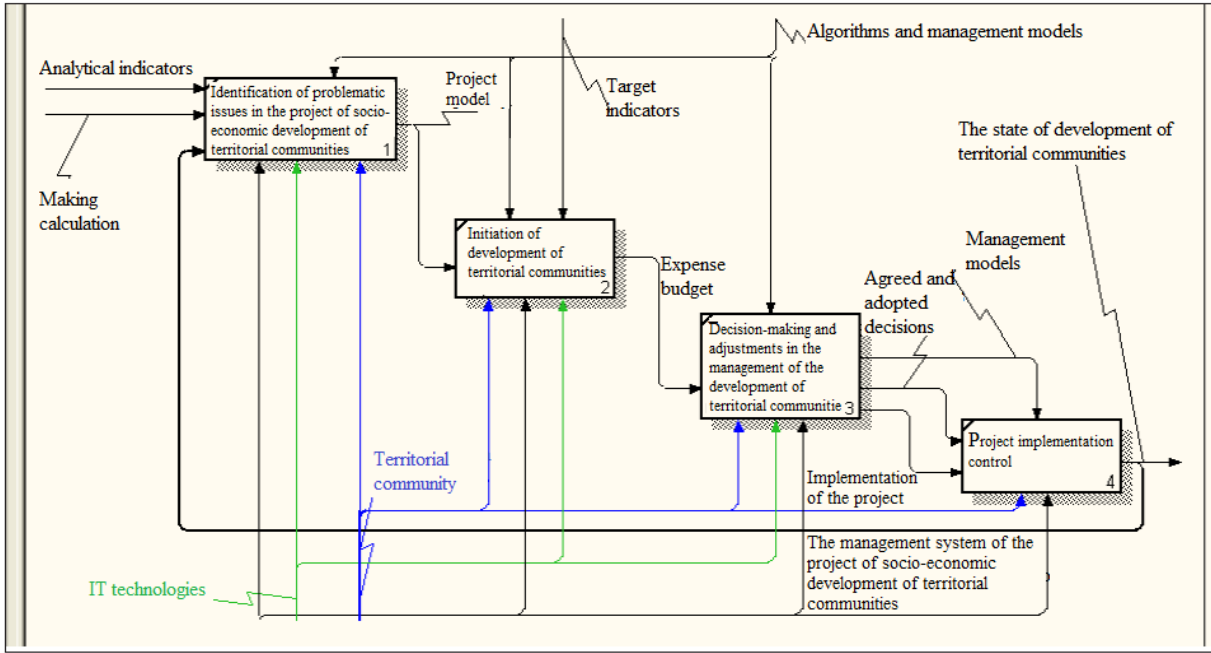 Algorithms and management models
Analytical indicators
Identification of problematic
issues in the project of socio-
economic development of
territorial communities
1
Project
model
Target
indicators
The state of development of
territorial communities
Making
calculation
Initiation of
development of
territorial communities
2
Expense
budget
Management
models
Agreed and
adopted
decisions
Decision-making and
adjustments in the
management of the
development of
territorial communitie
3
Project implementation
control
4
Territorial
community
Implementation
of the project
The management system of the
project of socio-economic
development of territorial
communities
IT technologies